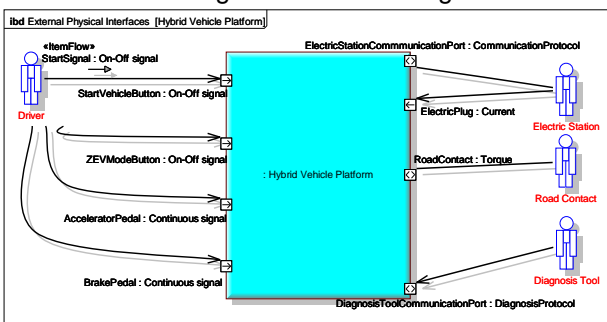 ibd External Physical Interfaces [Hybrid Vehicle Platform]
«ItemFlow»
StartSignal : On-Off signal
ElectricStationCommmunicationPort : CommunicationProtocol
StartVehicleButton : On-Off signal
Driver
ElectricPlug : Current
Electric Station
ZEVModeButton : On-Off signal
RoadContact : Torque
: Hybrid Vehicle Platform
Road Contact
AcceleratorPedal : Continuous signal
BrakePedal : Continuous signal
Diagnosis Tool
DiagnosisToolCommunicationPort : DiagnosisProtocol